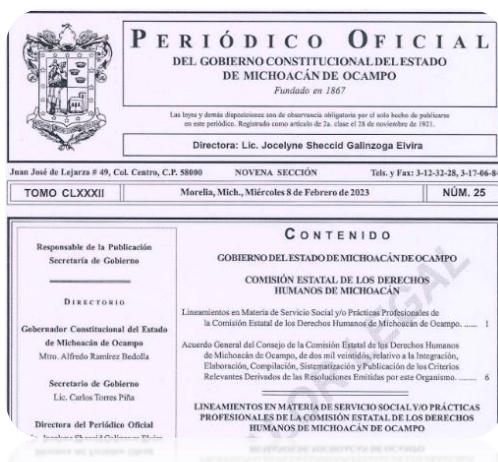 PERIÓDICO OFICIAL
DEL GOBIERNO CONSTITUCIONAL DEL ESTADO
DE MICHOACÁN DE OCAMPO
Fundado en 1867
Las leyes y demás disposiciones son de observancia obligatoria por el solo hecho de publicarse
en este periódico. Registrado como artículo de 2a. clase el 28 de noviembre de 1921.
Directora: Lic. Jocelyne Sheccid Galinzoga Elvira
Juan José de Lejarza # 49, Col. Centro, C.P. 58000 NOVENA SECCIÓN Tels. y Fax: 3-12-32-28, 3-17-06-84
TOMO CLXXXII Morelia, Mich., Miércoles 8 de Febrero de 2023 NÚM. 25
Responsable de la Publicación
Secretaría de Gobierno
DIRECTORIO
Gobernador Constitucional del Estado
de Michoacán de Ocampo
Mtro. Alfredo Ramírez Bedolla
Secretario de Gobierno
Lic. Carlos Torres Piña
Directora del Periódico Oficial
CONTENIDO
GOBIERNO DEL ESTADO DE MICHOACÁN DE OCAMPO
COMISIÓN ESTATAL DE LOS DERECHOS
HUMANOS DE MICHOACÁN
Lineamientos en Materia de Servicio Social y/o Prácticas Profesionales de
la Comisión Estatal de los Derechos Humanos de Michoacán de Ocampo. ....... 1
Acuerdo General del Consejo de la Comisión Estatal de los Derechos Humanos
de Michoacán de Ocampo, de dos mil veintidós, relativo a la Integración,
Elaboración, Compilación, Sistematización y Publicación de los Criterios
Relevantes Derivados de las Resoluciones Emitidas por este Organismo. ....... 6
LINEAMIENTOS EN MATERIA DE SERVICIO SOCIAL Y/O PRÁCTICAS
PROFESIONALES DE LA COMISIÓN ESTATAL DE LOS DERECHOS
HUMANOS DE MICHOACÁN DE OCAMPO